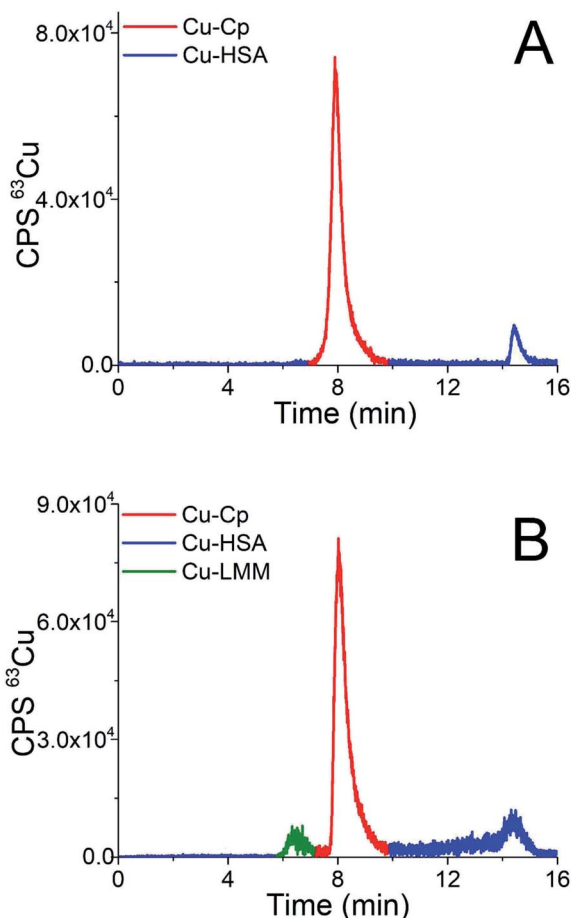 A
Cu-Cp
Cu-HSA
8.0x10⁴
4.0x10⁴
0.0
CPS ⁶³Cu
0 4 8 12 16
Time (min)
B
Cu-Cp
Cu-HSA
Cu-LMM
9.0x10⁴
6.0x10⁴
3.0x10⁴
0.0
CPS ⁶³Cu
0 4 8 12 16
Time (min)